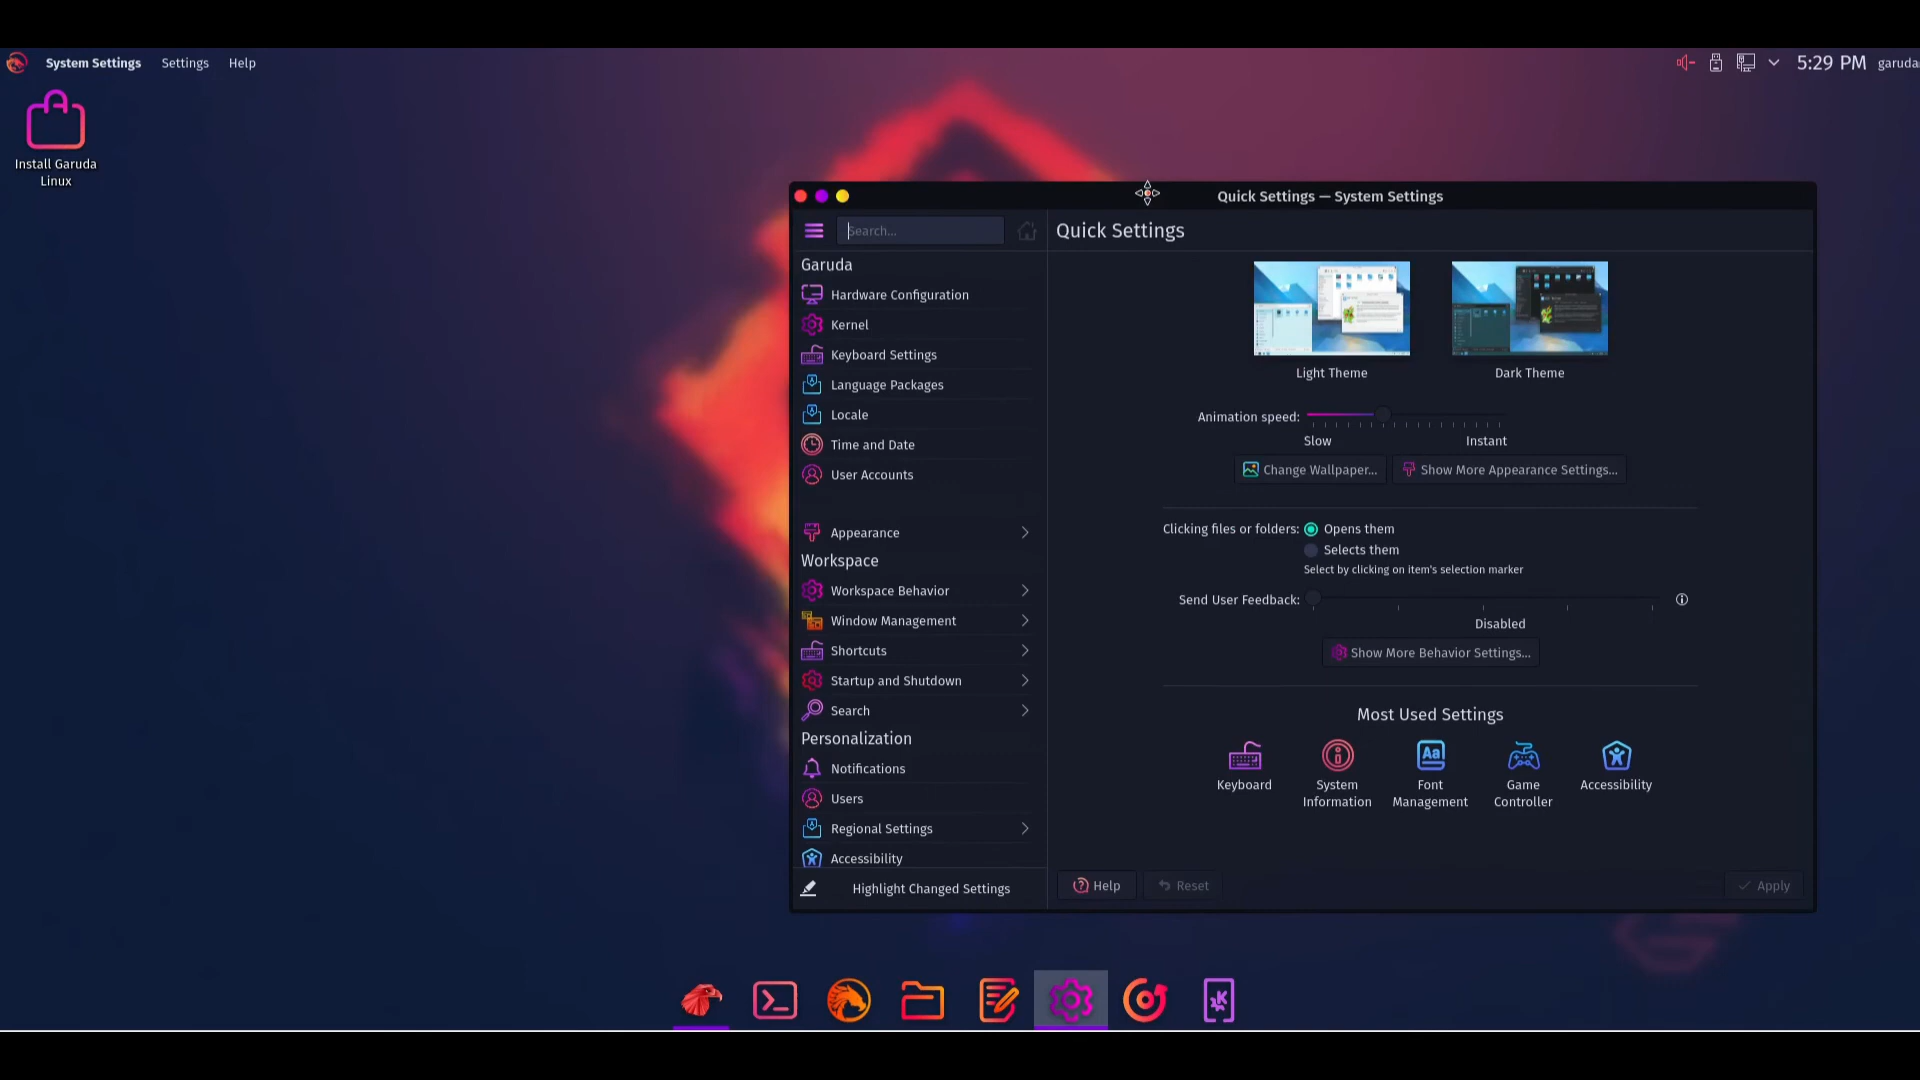 System Settings Settings Help
5:29 PM garuda
Install Garuda
Linux
Quick Settings — System Settings
Search...
Quick Settings
Garuda
Hardware Configuration
Kernel
Keyboard Settings
Language Packages
Locale
Time and Date
User Accounts
Appearance
Workspace
Workspace Behavior
Window Management
Shortcuts
Startup and Shutdown
Search
Personalization
Notifications
Users
Regional Settings
Accessibility
Highlight Changed Settings
Light Theme Dark Theme
Animation speed:
Slow Instant
Change Wallpaper... Show More Appearance Settings...
Clicking files or folders: Opens them
Selects them
Select by clicking on item's selection marker
Send User Feedback:
Disabled
Show More Behavior Settings...
Most Used Settings
Keyboard
System
Information
Font
Management
Game
Controller
Accessibility
Help Reset Apply